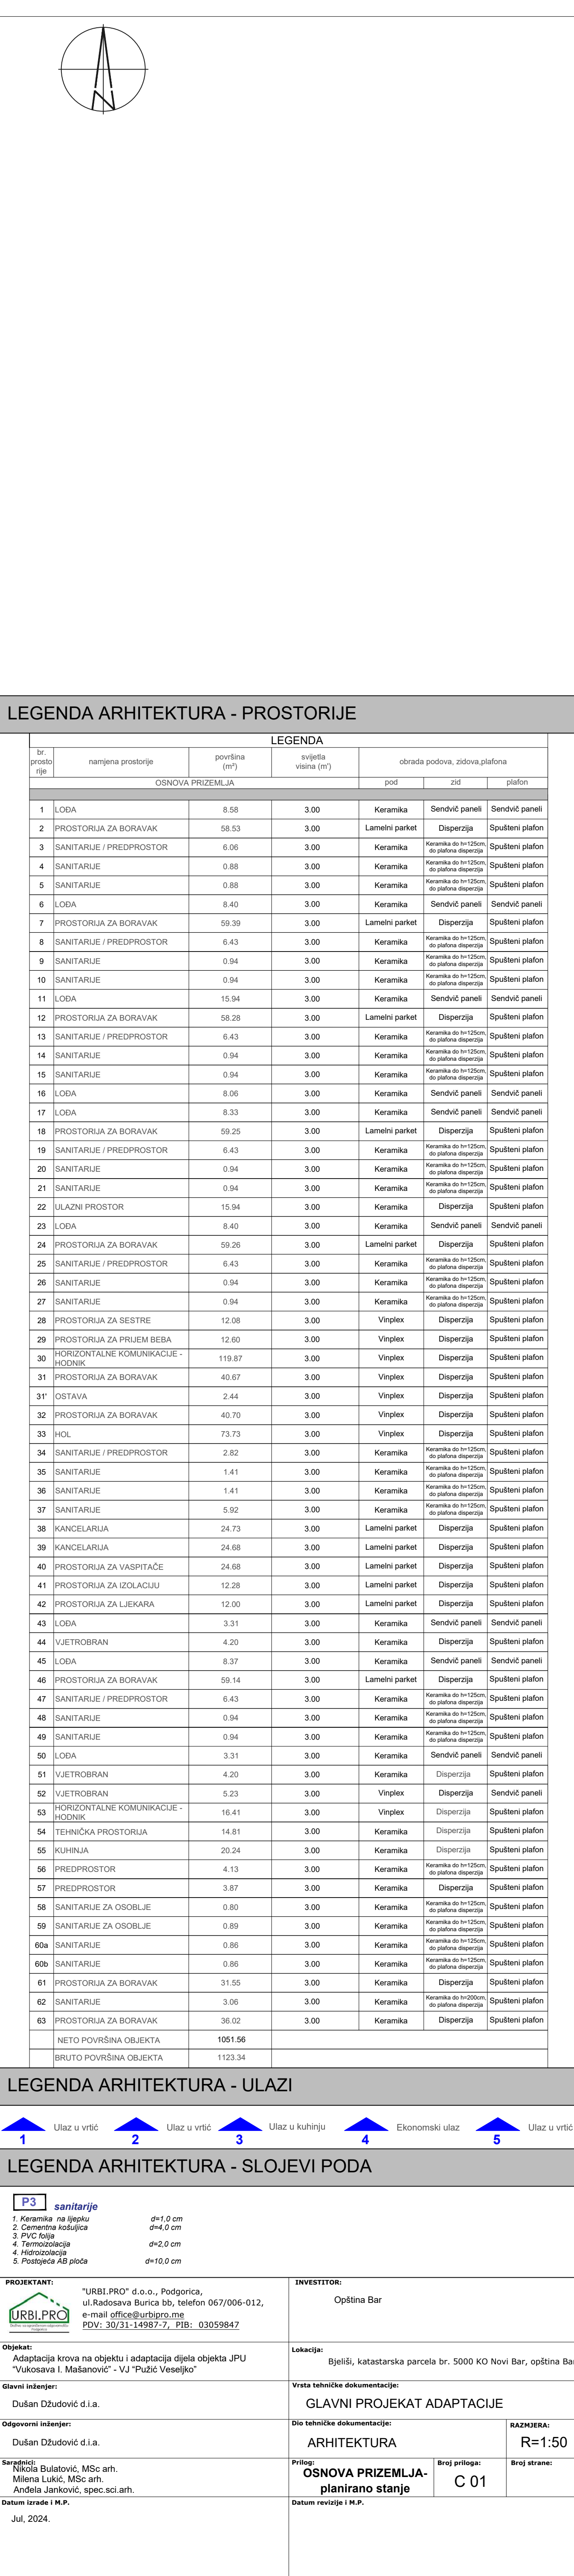 N
LEGENDA ARHITEKTURA - PROSTORIJE
LEGENDA
br. prosto rije namjena prostorije površina (m²) svijetla visina (m') obrada podova, zidova,plafona
OSNOVA PRIZEMLJA pod zid plafon
1 LOĐA 8.58 3.00 Keramika Sendvič paneli Sendvič paneli
2 PROSTORIJA ZA BORAVAK 58.53 3.00 Lamelni parket Disperzija Spušteni plafon
3 SANITARIJE / PREDPROSTOR 6.06 3.00 Keramika Keramika do h=125cm, do plafona disperzija Spušteni plafon
4 SANITARIJE 0.88 3.00 Keramika Keramika do h=125cm, do plafona disperzija Spušteni plafon
5 SANITARIJE 0.88 3.00 Keramika Keramika do h=125cm, do plafona disperzija Spušteni plafon
6 LOĐA 8.40 3.00 Keramika Sendvič paneli Sendvič paneli
7 PROSTORIJA ZA BORAVAK 59.39 3.00 Lamelni parket Disperzija Spušteni plafon
8 SANITARIJE / PREDPROSTOR 6.43 3.00 Keramika Keramika do h=125cm, do plafona disperzija Spušteni plafon
9 SANITARIJE 0.94 3.00 Keramika Keramika do h=125cm, do plafona disperzija Spušteni plafon
10 SANITARIJE 0.94 3.00 Keramika Keramika do h=125cm, do plafona disperzija Spušteni plafon
11 LOĐA 15.94 3.00 Keramika Sendvič paneli Sendvič paneli
12 PROSTORIJA ZA BORAVAK 58.28 3.00 Lamelni parket Disperzija Spušteni plafon
13 SANITARIJE / PREDPROSTOR 6.43 3.00 Keramika Keramika do h=125cm, do plafona disperzija Spušteni plafon
14 SANITARIJE 0.94 3.00 Keramika Keramika do h=125cm, do plafona disperzija Spušteni plafon
15 SANITARIJE 0.94 3.00 Keramika Keramika do h=125cm, do plafona disperzija Spušteni plafon
16 LOĐA 8.06 3.00 Keramika Sendvič paneli Sendvič paneli
17 LOĐA 8.33 3.00 Keramika Sendvič paneli Sendvič paneli
18 PROSTORIJA ZA BORAVAK 59.25 3.00 Lamelni parket Disperzija Spušteni plafon
19 SANITARIJE / PREDPROSTOR 6.43 3.00 Keramika Keramika do h=125cm, do plafona disperzija Spušteni plafon
20 SANITARIJE 0.94 3.00 Keramika Keramika do h=125cm, do plafona disperzija Spušteni plafon
21 SANITARIJE 0.94 3.00 Keramika Keramika do h=125cm, do plafona disperzija Spušteni plafon
22 ULAZNI PROSTOR 15.94 3.00 Keramika Disperzija Spušteni plafon
23 LOĐA 8.40 3.00 Keramika Sendvič paneli Sendvič paneli
24 PROSTORIJA ZA BORAVAK 59.26 3.00 Lamelni parket Disperzija Spušteni plafon
25 SANITARIJE / PREDPROSTOR 6.43 3.00 Keramika Keramika do h=125cm, do plafona disperzija Spušteni plafon
26 SANITARIJE 0.94 3.00 Keramika Keramika do h=125cm, do plafona disperzija Spušteni plafon
27 SANITARIJE 0.94 3.00 Keramika Keramika do h=125cm, do plafona disperzija Spušteni plafon
28 PROSTORIJA ZA SESTRE 12.08 3.00 Vinplex Disperzija Spušteni plafon
29 PROSTORIJA ZA PRIJEM BEBA 12.60 3.00 Vinplex Disperzija Spušteni plafon
30 HORIZONTALNE KOMUNIKACIJE - HODNIK 119.87 3.00 Vinplex Disperzija Spušteni plafon
31 PROSTORIJA ZA BORAVAK 40.67 3.00 Vinplex Disperzija Spušteni plafon
31' OSTAVA 2.44 3.00 Vinplex Disperzija Spušteni plafon
32 PROSTORIJA ZA BORAVAK 40.70 3.00 Vinplex Disperzija Spušteni plafon
33 HOL 73.73 3.00 Vinplex Disperzija Spušteni plafon
34 SANITARIJE / PREDPROSTOR 2.82 3.00 Keramika Keramika do h=125cm, do plafona disperzija Spušteni plafon
35 SANITARIJE 1.41 3.00 Keramika Keramika do h=125cm, do plafona disperzija Spušteni plafon
36 SANITARIJE 1.41 3.00 Keramika Keramika do h=125cm, do plafona disperzija Spušteni plafon
37 SANITARIJE 5.92 3.00 Keramika Keramika do h=125cm, do plafona disperzija Spušteni plafon
38 KANCELARIJA 24.73 3.00 Lamelni parket Disperzija Spušteni plafon
39 KANCELARIJA 24.68 3.00 Lamelni parket Disperzija Spušteni plafon
40 PROSTORIJA ZA VASPITAČE 24.68 3.00 Lamelni parket Disperzija Spušteni plafon
41 PROSTORIJA ZA IZOLACIJU 12.28 3.00 Lamelni parket Disperzija Spušteni plafon
42 PROSTORIJA ZA LJEKARA 12.00 3.00 Lamelni parket Disperzija Spušteni plafon
43 LOĐA 3.31 3.00 Keramika Sendvič paneli Sendvič paneli
44 VJETROBRAN 4.20 3.00 Keramika Disperzija Spušteni plafon
45 LOĐA 8.37 3.00 Keramika Sendvič paneli Sendvič paneli
46 PROSTORIJA ZA BORAVAK 59.14 3.00 Lamelni parket Disperzija Spušteni plafon
47 SANITARIJE / PREDPROSTOR 6.43 3.00 Keramika Keramika do h=125cm, do plafona disperzija Spušteni plafon
48 SANITARIJE 0.94 3.00 Keramika Keramika do h=125cm, do plafona disperzija Spušteni plafon
49 SANITARIJE 0.94 3.00 Keramika Keramika do h=125cm, do plafona disperzija Spušteni plafon
50 LOĐA 3.31 3.00 Keramika Sendvič paneli Sendvič paneli
51 VJETROBRAN 4.20 3.00 Keramika Disperzija Spušteni plafon
52 VJETROBRAN 5.23 3.00 Vinplex Disperzija Sendvič paneli
53 HORIZONTALNE KOMUNIKACIJE - HODNIK 16.41 3.00 Vinplex Disperzija Spušteni plafon
54 TEHNIČKA PROSTORIJA 14.81 3.00 Keramika Disperzija Spušteni plafon
55 KUHINJA 20.24 3.00 Keramika Disperzija Spušteni plafon
56 PREDPROSTOR 4.13 3.00 Keramika Keramika do h=125cm, do plafona disperzija Spušteni plafon
57 PREDPROSTOR 3.87 3.00 Keramika Disperzija Spušteni plafon
58 SANITARIJE ZA OSOBLJE 0.80 3.00 Keramika Keramika do h=125cm, do plafona disperzija Spušteni plafon
59 SANITARIJE ZA OSOBLJE 0.89 3.00 Keramika Keramika do h=125cm, do plafona disperzija Spušteni plafon
60a SANITARIJE 0.86 3.00 Keramika Keramika do h=125cm, do plafona disperzija Spušteni plafon
60b SANITARIJE 0.86 3.00 Keramika Keramika do h=125cm, do plafona disperzija Spušteni plafon
61 PROSTORIJA ZA BORAVAK 31.55 3.00 Keramika Disperzija Spušteni plafon
62 SANITARIJE 3.06 3.00 Keramika Keramika do h=200cm, do plafona disperzija Spušteni plafon
63 PROSTORIJA ZA BORAVAK 36.02 3.00 Keramika Disperzija Spušteni plafon
NETO POVRŠINA OBJEKTA 1051.56
BRUTO POVRŠINA OBJEKTA 1123.34
LEGENDA ARHITEKTURA - ULAZI
1 Ulaz u vrtić 2 Ulaz u vrtić 3 Ulaz u kuhinju 4 Ekonomski ulaz 5 Ulaz u vrtić
LEGENDA ARHITEKTURA - SLOJEVI PODA
P3 sanitarije
1. Keramika na lijepku d=1,0 cm
2. Cementna košuljica d=4,0 cm
3. PVC folija
4. Termoizolacija d=2,0 cm
4. Hidroizolacija
5. Postojeća AB ploča d=10,0 cm
PROJEKTANT:
URBI.PRO
"URBI.PRO" d.o.o., Podgorica,
ul.Radosava Burica bb, telefon 067/006-012,
e-mail office@urbipro.me
PDV: 30/31-14987-7, PIB: 03059847
INVESTITOR:
Opština Bar
Objekat:
Adaptacija krova na objektu i adaptacija dijela objekta JPU
"Vukosava I. Mašanović" - VJ "Pužić Veseljko"
Lokacija:
Bjeliši, katastarska parcela br. 5000 KO Novi Bar, opština Bar
Glavni inženjer:
Dušan Džudović d.i.a.
Vrsta tehničke dokumentacije:
GLAVNI PROJEKAT ADAPTACIJE
Odgovorni inženjer:
Dušan Džudović d.i.a.
Dio tehničke dokumentacije:
ARHITEKTURA
RAZMJERA:
R=1:50
Saradnici:
Nikola Bulatović, MSc arh.
Milena Lukić, MSc arh.
Anđela Janković, spec.sci.arh.
Prilog:
OSNOVA PRIZEMLJA-
planirano stanje
Broj priloga:
C 01
Broj strane:
Datum izrade i M.P.
Jul, 2024.
Datum revizije i M.P.